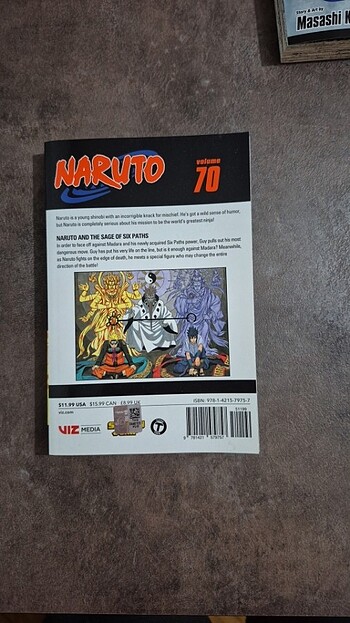 Story & Art by
Masashi K
NARUTO
volume
70
Naruto is a young shinobi with an incorrigible knack for mischief. He's got a wild sense of humor,
but Naruto is completely serious about his mission to be the world's greatest ninja!
NARUTO AND THE SAGE OF SIX PATHS
In order to face off against Madara and his newly acquired Six Paths power, Guy pulls out his most
dangerous move. Guy has put his very life on the line, but is it enough against Madara? Meanwhile,
as Naruto fights on the edge of death, he meets a special figure who may change the entire
direction of the battle!
$11.99 USA $15.99 CAN £8.99 UK
viz.com
VIZ MEDIA
T
ISBN: 978-1-4215-7975-7
51199
9 781421 579757